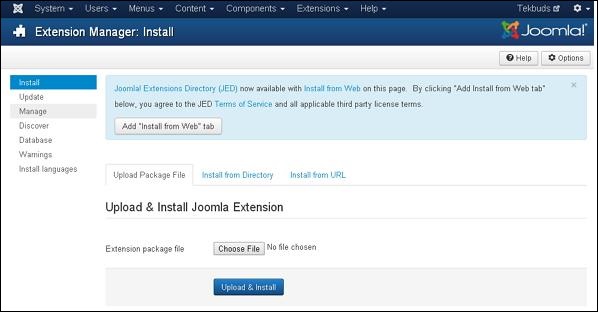 System Users Menus Content Components Extensions Help Tekbuds
Extension Manager: Install Joomla!
Help Options
Install
Update
Manage
Discover
Database
Warnings
Install languages
Joomla! Extensions Directory (JED) now available with Install from Web on this page. By clicking "Add Install from Web tab"
below, you agree to the JED Terms of Service and all applicable third party license terms.
×
Add "Install from Web" tab
Upload Package File Install from Directory Install from URL
Upload & Install Joomla Extension
Extension package file Choose File No file chosen
Upload & Install